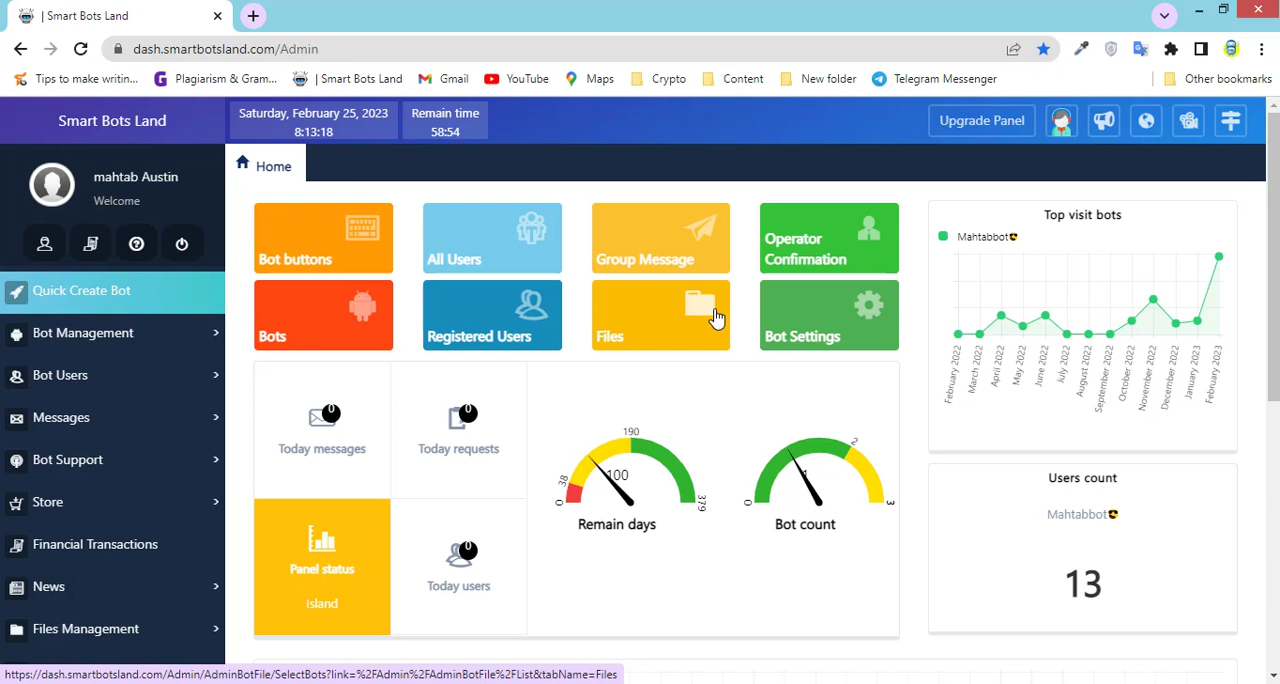 | Smart Bots Land
dash.smartbotsland.com/Admin
Tips to make writin... Plagiarism & Gram... | Smart Bots Land Gmail YouTube Maps Crypto Content New folder Telegram Messenger Other bookmarks
Smart Bots Land
Saturday, February 25, 2023
8:13:18
Remain time
58:54
Upgrade Panel
mahtab Austin
Welcome
Home
Quick Create Bot
Bot Management
Bot Users
Messages
Bot Support
Store
Financial Transactions
News
Files Management
Bot buttons
All Users
Group Message
Operator
Confirmation
Bots
Registered Users
Files
Bot Settings
0
Today messages
0
Today requests
Panel status
Island
0
Today users
0
38
190
379
100
Remain days
0
2
3
1
Bot count
Top visit bots
Mahtabbot
February 2022
March 2022
April 2022
May 2022
June 2022
July 2022
August 2022
September 2022
October 2022
November 2022
December 2022
January 2023
February 2023
Users count
Mahtabbot
13
https://dash.smartbotsland.com/Admin/AdminBotFile/SelectBots?link=%2FAdmin%2FAdminBotFile%2FList&tabName=Files